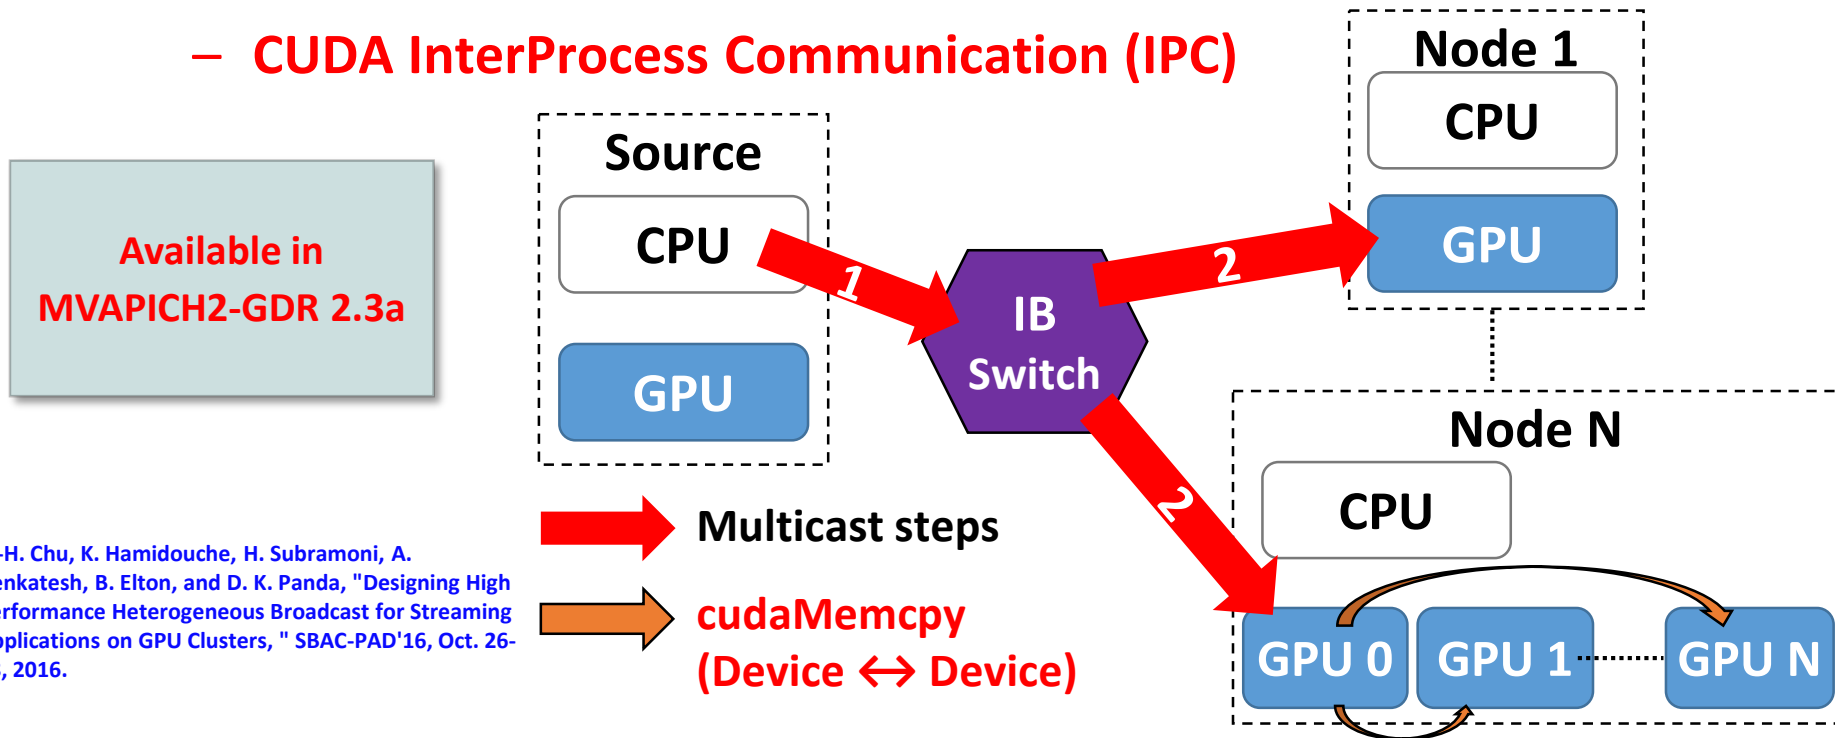 – CUDA InterProcess Communication (IPC)
Available in
MVAPICH2-GDR 2.3a
Source
CPU
GPU
1
IB
Switch
2
2
Node 1
CPU
GPU
Node N
CPU
GPU 0
GPU 1
GPU N
Multicast steps
cudaMemcpy
(Device ↔ Device)
-H. Chu, K. Hamidouche, H. Subramoni, A.
enkatesh, B. Elton, and D. K. Panda, "Designing High
erformance Heterogeneous Broadcast for Streaming
pplications on GPU Clusters, " SBAC-PAD'16, Oct. 26-
, 2016.